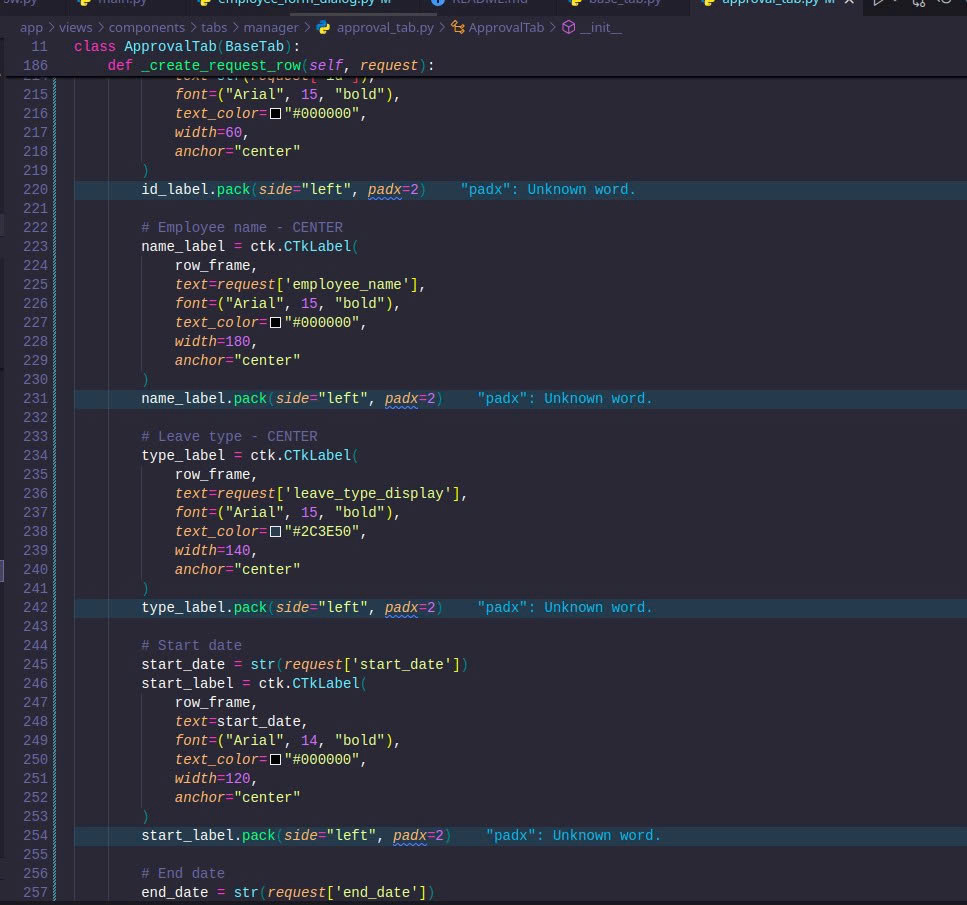 main.py
employee_form_dialog.py M
README.md
base_tab.py
approval_tab.py M
app > views > components > tabs > manager > approval_tab.py > ApprovalTab > __init__
11 class ApprovalTab(BaseTab):
186 def _create_request_row(self, request):
215 font=("Arial", 15, "bold"),
216 text_color="#000000",
217 width=60,
218 anchor="center"
219 )
220 id_label.pack(side="left", padx=2) "padx": Unknown word.
221
222 # Employee name - CENTER
223 name_label = ctk.CTkLabel(
224 row_frame,
225 text=request['employee_name'],
226 font=("Arial", 15, "bold"),
227 text_color="#000000",
228 width=180,
229 anchor="center"
230 )
231 name_label.pack(side="left", padx=2) "padx": Unknown word.
232
233 # Leave type - CENTER
234 type_label = ctk.CTkLabel(
235 row_frame,
236 text=request['leave_type_display'],
237 font=("Arial", 15, "bold"),
238 text_color="#2C3E50",
239 width=140,
240 anchor="center"
241 )
242 type_label.pack(side="left", padx=2) "padx": Unknown word.
243
244 # Start date
245 start_date = str(request['start_date'])
246 start_label = ctk.CTkLabel(
247 row_frame,
248 text=start_date,
249 font=("Arial", 14, "bold"),
250 text_color="#000000",
251 width=120,
252 anchor="center"
253 )
254 start_label.pack(side="left", padx=2) "padx": Unknown word.
255
256 # End date
257 end_date = str(request['end_date'])